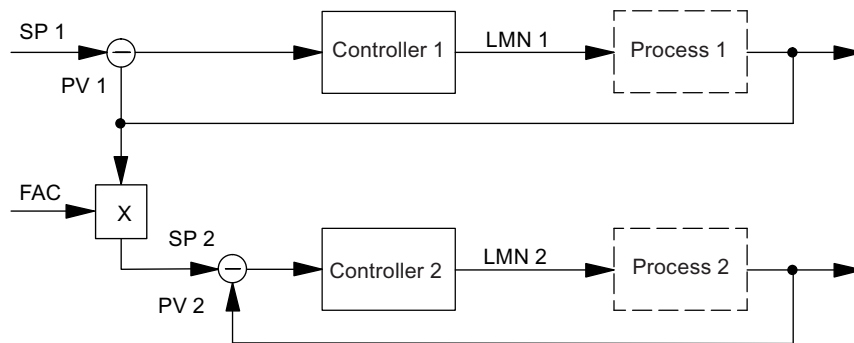 SP 1
Controller 1
LMN 1
Process 1
PV 1
FAC
X
SP 2
Controller 2
LMN 2
Process 2
PV 2